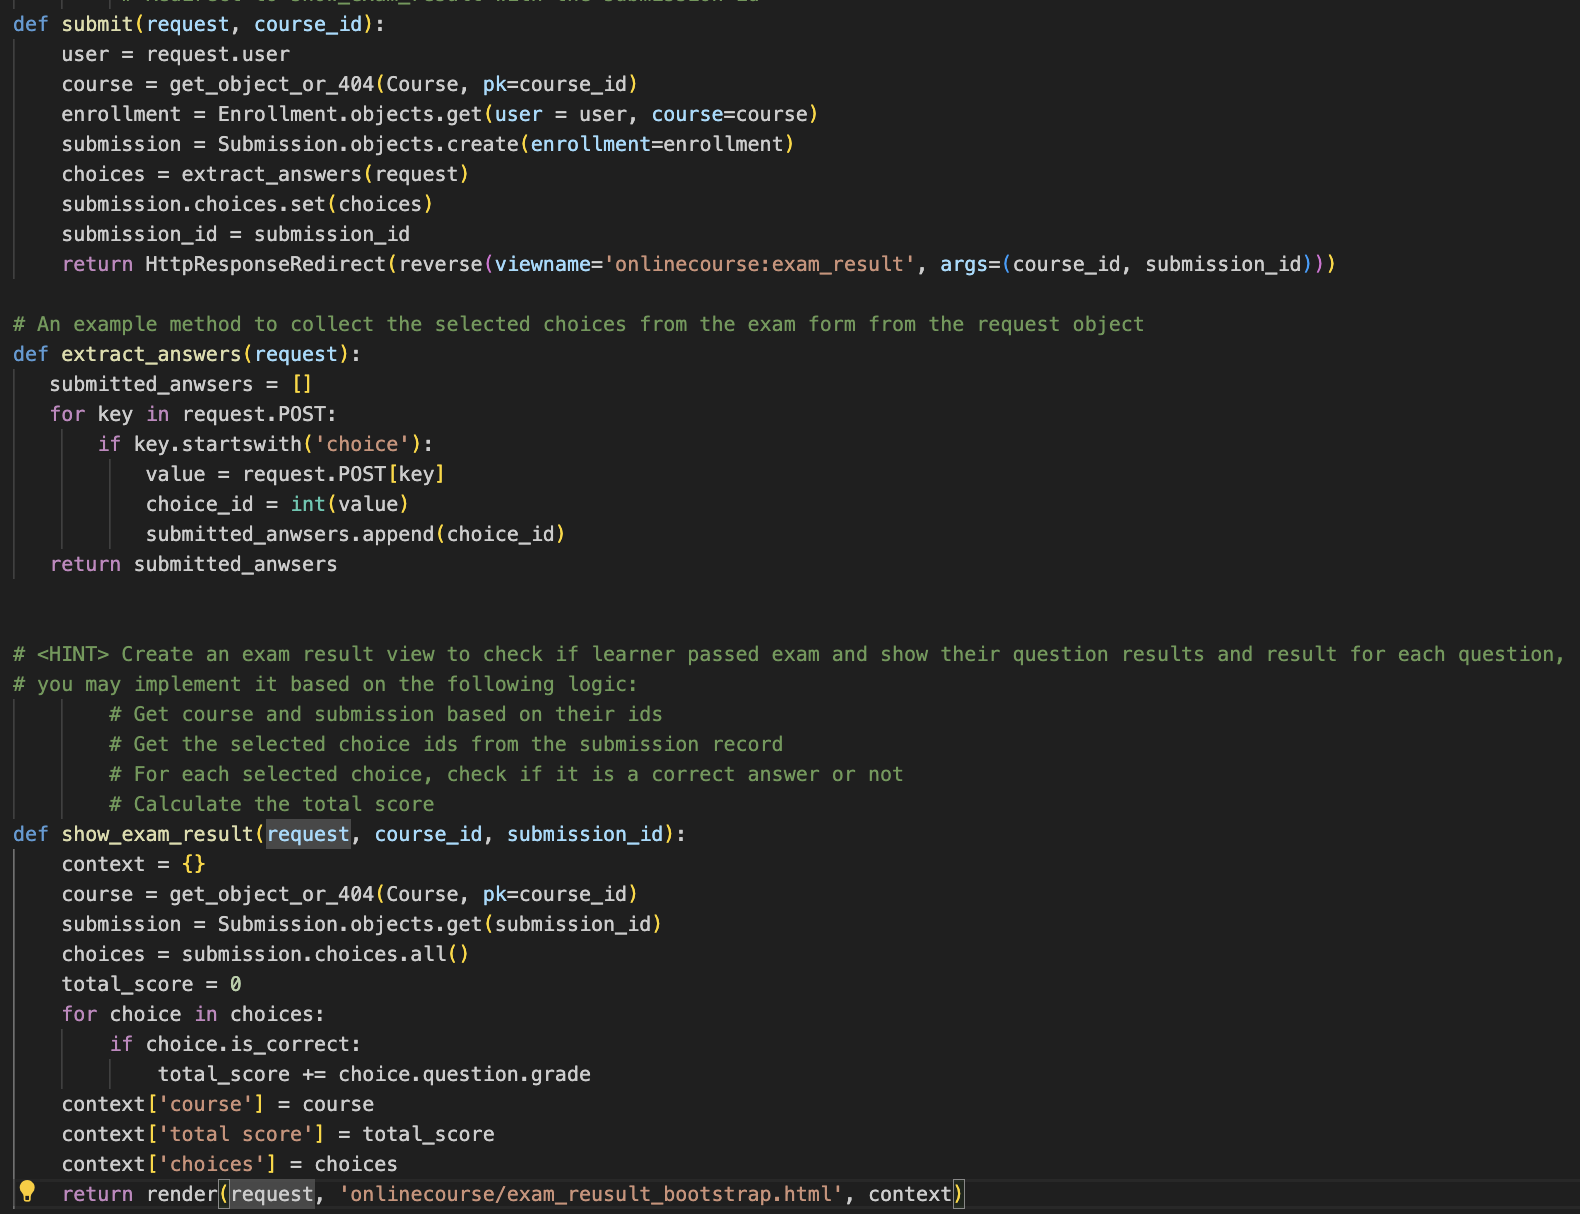 # Redirect to show_exam_result with the submission id
def submit(request, course_id):
    user = request.user
    course = get_object_or_404(Course, pk=course_id)
    enrollment = Enrollment.objects.get(user = user, course=course)
    submission = Submission.objects.create(enrollment=enrollment)
    choices = extract_answers(request)
    submission.choices.set(choices)
    submission_id = submission_id
    return HttpResponseRedirect(reverse(viewname='onlinecourse:exam_result', args=(course_id, submission_id)))
# An example method to collect the selected choices from the exam form from the request object
def extract_answers(request):
   submitted_anwsers = []
   for key in request.POST:
       if key.startswith('choice'):
           value = request.POST[key]
           choice_id = int(value)
           submitted_anwsers.append(choice_id)
   return submitted_anwsers
# <HINT> Create an exam result view to check if learner passed exam and show their question results and result for each question,
# you may implement it based on the following logic:
        # Get course and submission based on their ids
        # Get the selected choice ids from the submission record
        # For each selected choice, check if it is a correct answer or not
        # Calculate the total score
def show_exam_result(request, course_id, submission_id):
    context = {}
    course = get_object_or_404(Course, pk=course_id)
    submission = Submission.objects.get(submission_id)
    choices = submission.choices.all()
    total_score = 0
    for choice in choices:
        if choice.is_correct:
            total_score += choice.question.grade
    context['course'] = course
    context['total score'] = total_score
    context['choices'] = choices
    return render(request, 'onlinecourse/exam_reusult_bootstrap.html', context)